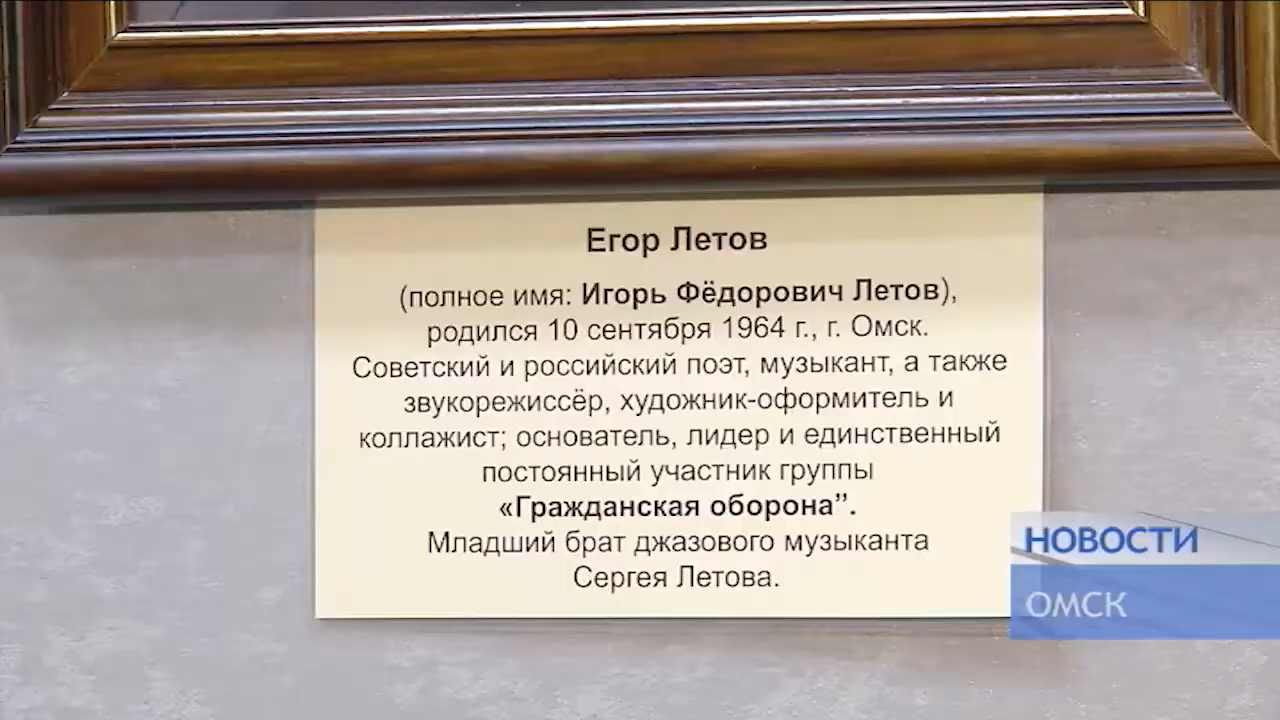 Егор Летов
(полное имя: Игорь Фёдорович Летов),
родился 10 сентября 1964 г., г. Омск.
Советский и российский поэт, музыкант, а также
звукорежиссёр, художник-оформитель и
коллажист; основатель, лидер и единственный
постоянный участник группы
«Гражданская оборона”.
Младший брат джазового музыканта
Сергея Летова.
НОВОСТИ
ОМСК